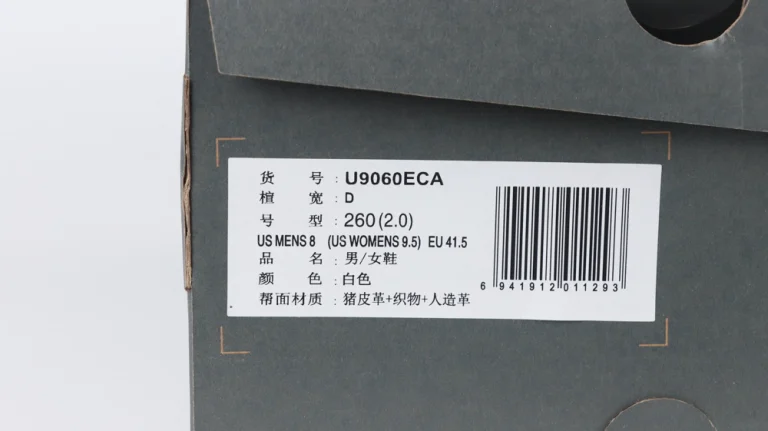 货 号 : U9060ECA
楦 宽 : D
号 型 : 260(2.0)
US MENS 8 (US WOMENS 9.5) EU 41.5
品 名 : 男/女鞋
颜 色 : 白色
帮面材质 : 猪皮革+织物+人造革
6 941912 011293